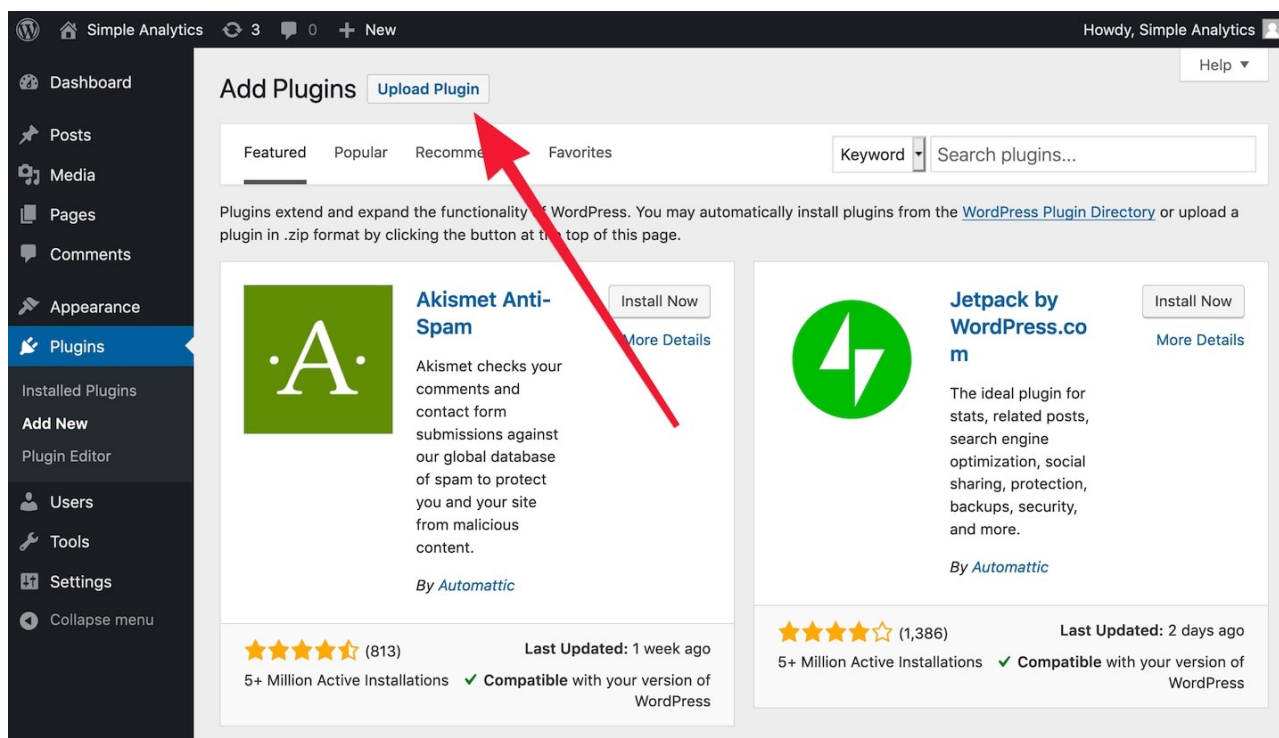 Simple Analytics 3 0 + New Howdy, Simple Analytics
Help ▼
Dashboard
Posts
Media
Pages
Comments
Appearance
Plugins
Installed Plugins
Add New
Plugin Editor
Users
Tools
Settings
Collapse menu
Add Plugins Upload Plugin
Featured Popular Favorites
Keyword Search plugins...
Plugins extend and expand the functionality of WordPress. You may automatically install plugins from the WordPress Plugin Directory or upload a
plugin in .zip format by clicking the button at the top of this page.
·A·
Akismet Anti-
Spam
Install Now
More Details
Akismet checks your
comments and
contact form
submissions against
our global database
of spam to protect
you and your site
from malicious
content.
By Automattic
(813)
Last Updated: 1 week ago
5+ Million Active Installations
✓ Compatible with your version of
WordPress
Jetpack by
WordPress.co
m
Install Now
More Details
The ideal plugin for
stats, related posts,
search engine
optimization, social
sharing, protection,
backups, security,
and more.
By Automattic
(1,386)
Last Updated: 2 days ago
5+ Million Active Installations
✓ Compatible with your version of
WordPress